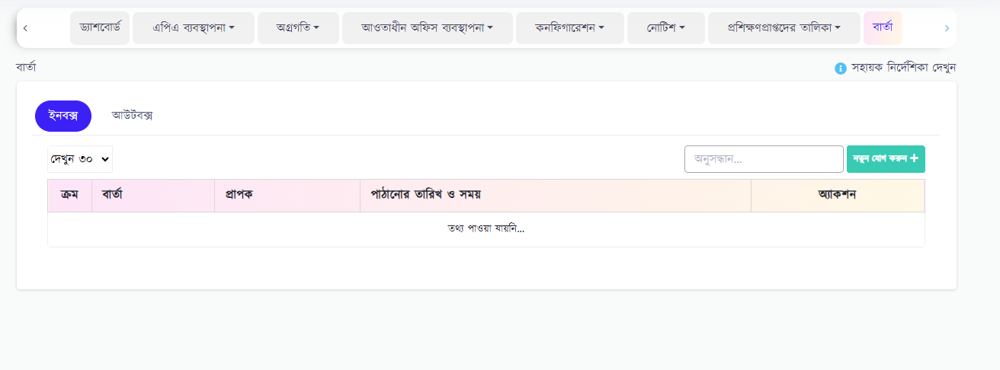 ড্যাশবোর্ড এপিএ ব্যবস্থাপনা অগ্রগতি আওতাধীন অফিস ব্যবস্থাপনা কনফিগারেশন নোটিশ প্রশিক্ষণপ্রাপ্তদের তালিকা বার্তা
বার্তা সহায়ক নির্দেশিকা দেখুন
ইনবক্স আউটবক্স
দেখুন ৩০ অনুসন্ধান... নতুন যোগ করুন
ক্রম বার্তা প্রাপক পাঠানোর তারিখ ও সময় অ্যাকশন
তথ্য পাওয়া যায়নি...